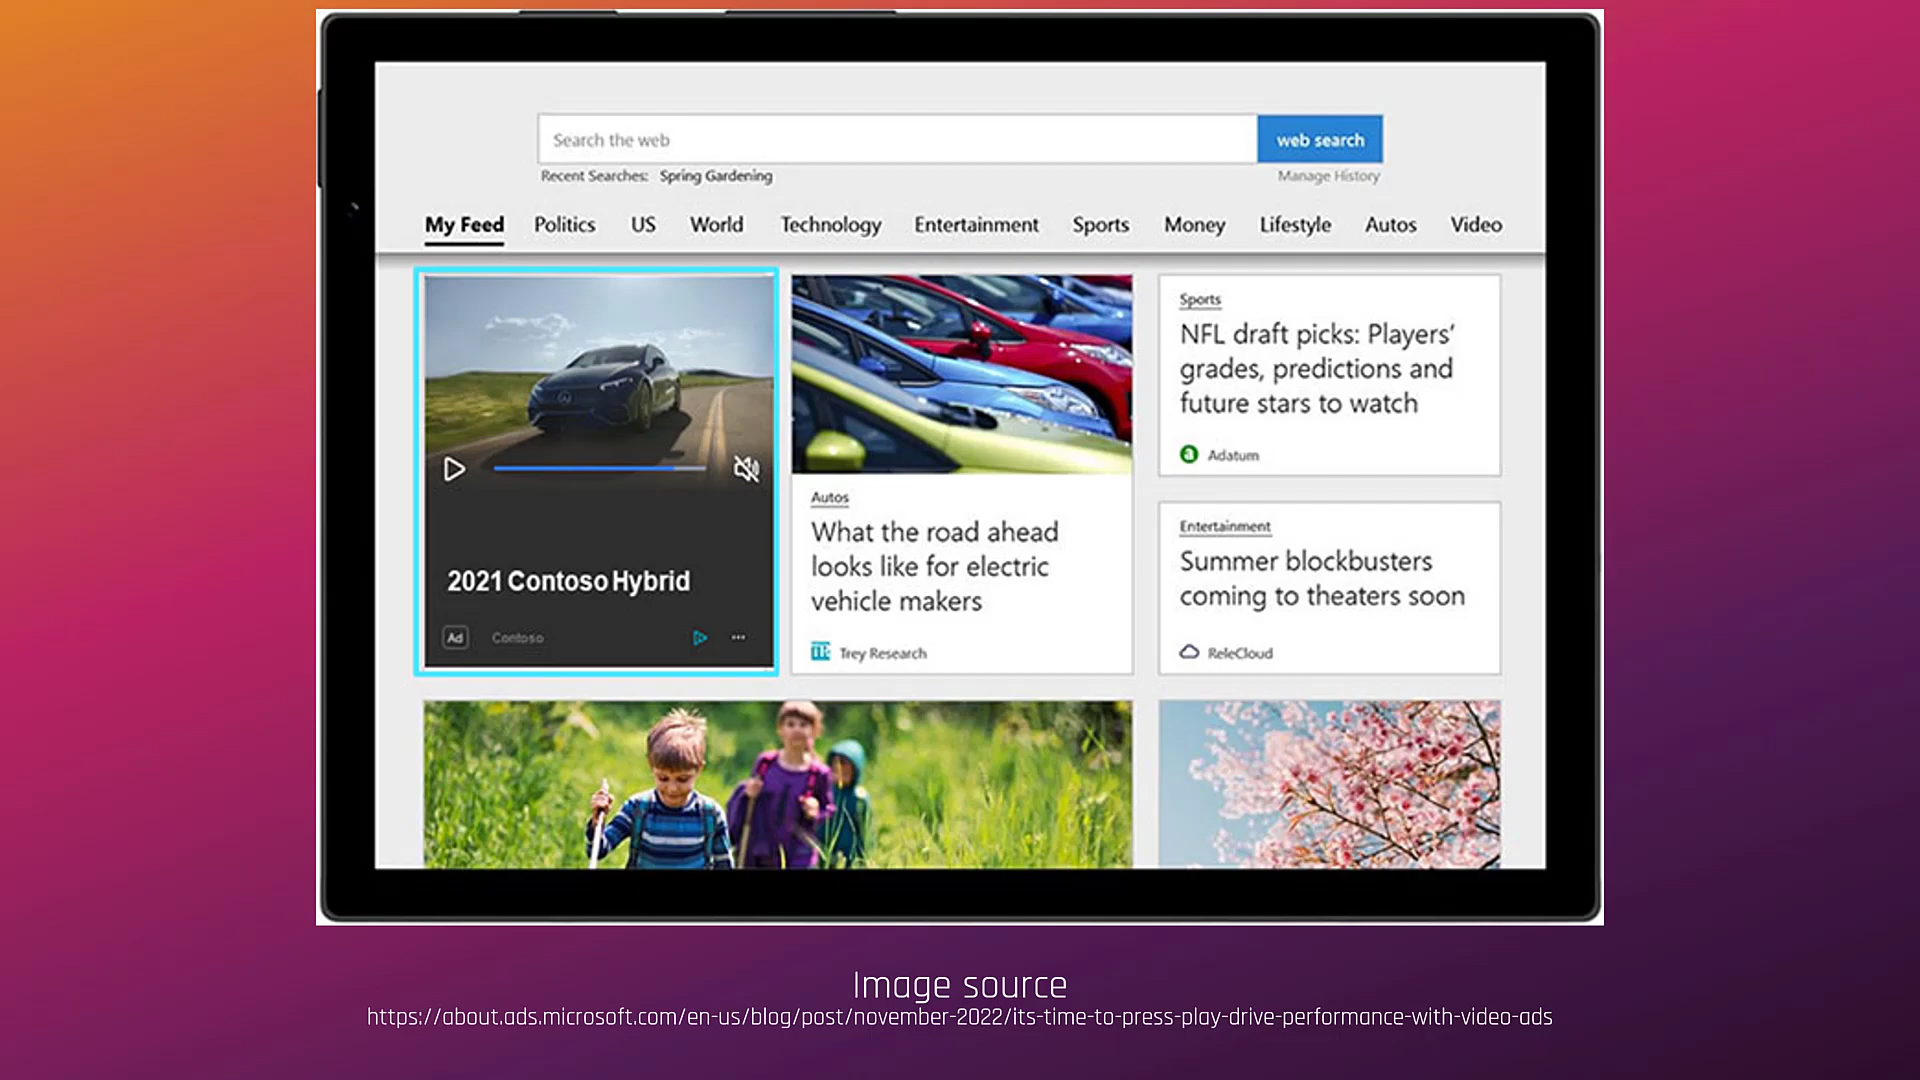 Search the web
web search
Recent Searches: Spring Gardening
Manage History
My Feed Politics US World Technology Entertainment Sports Money Lifestyle Autos Video
2021 Contoso Hybrid
Ad Contoso
Autos
What the road ahead
looks like for electric
vehicle makers
Trey Research
Sports
NFL draft picks: Players’
grades, predictions and
future stars to watch
a Adatum
Entertainment
Summer blockbusters
coming to theaters soon
ReleCloud
Image source
https://about.ads.microsoft.com/en-us/blog/post/november-2022/its-time-to-press-play-drive-performance-with-video-ads